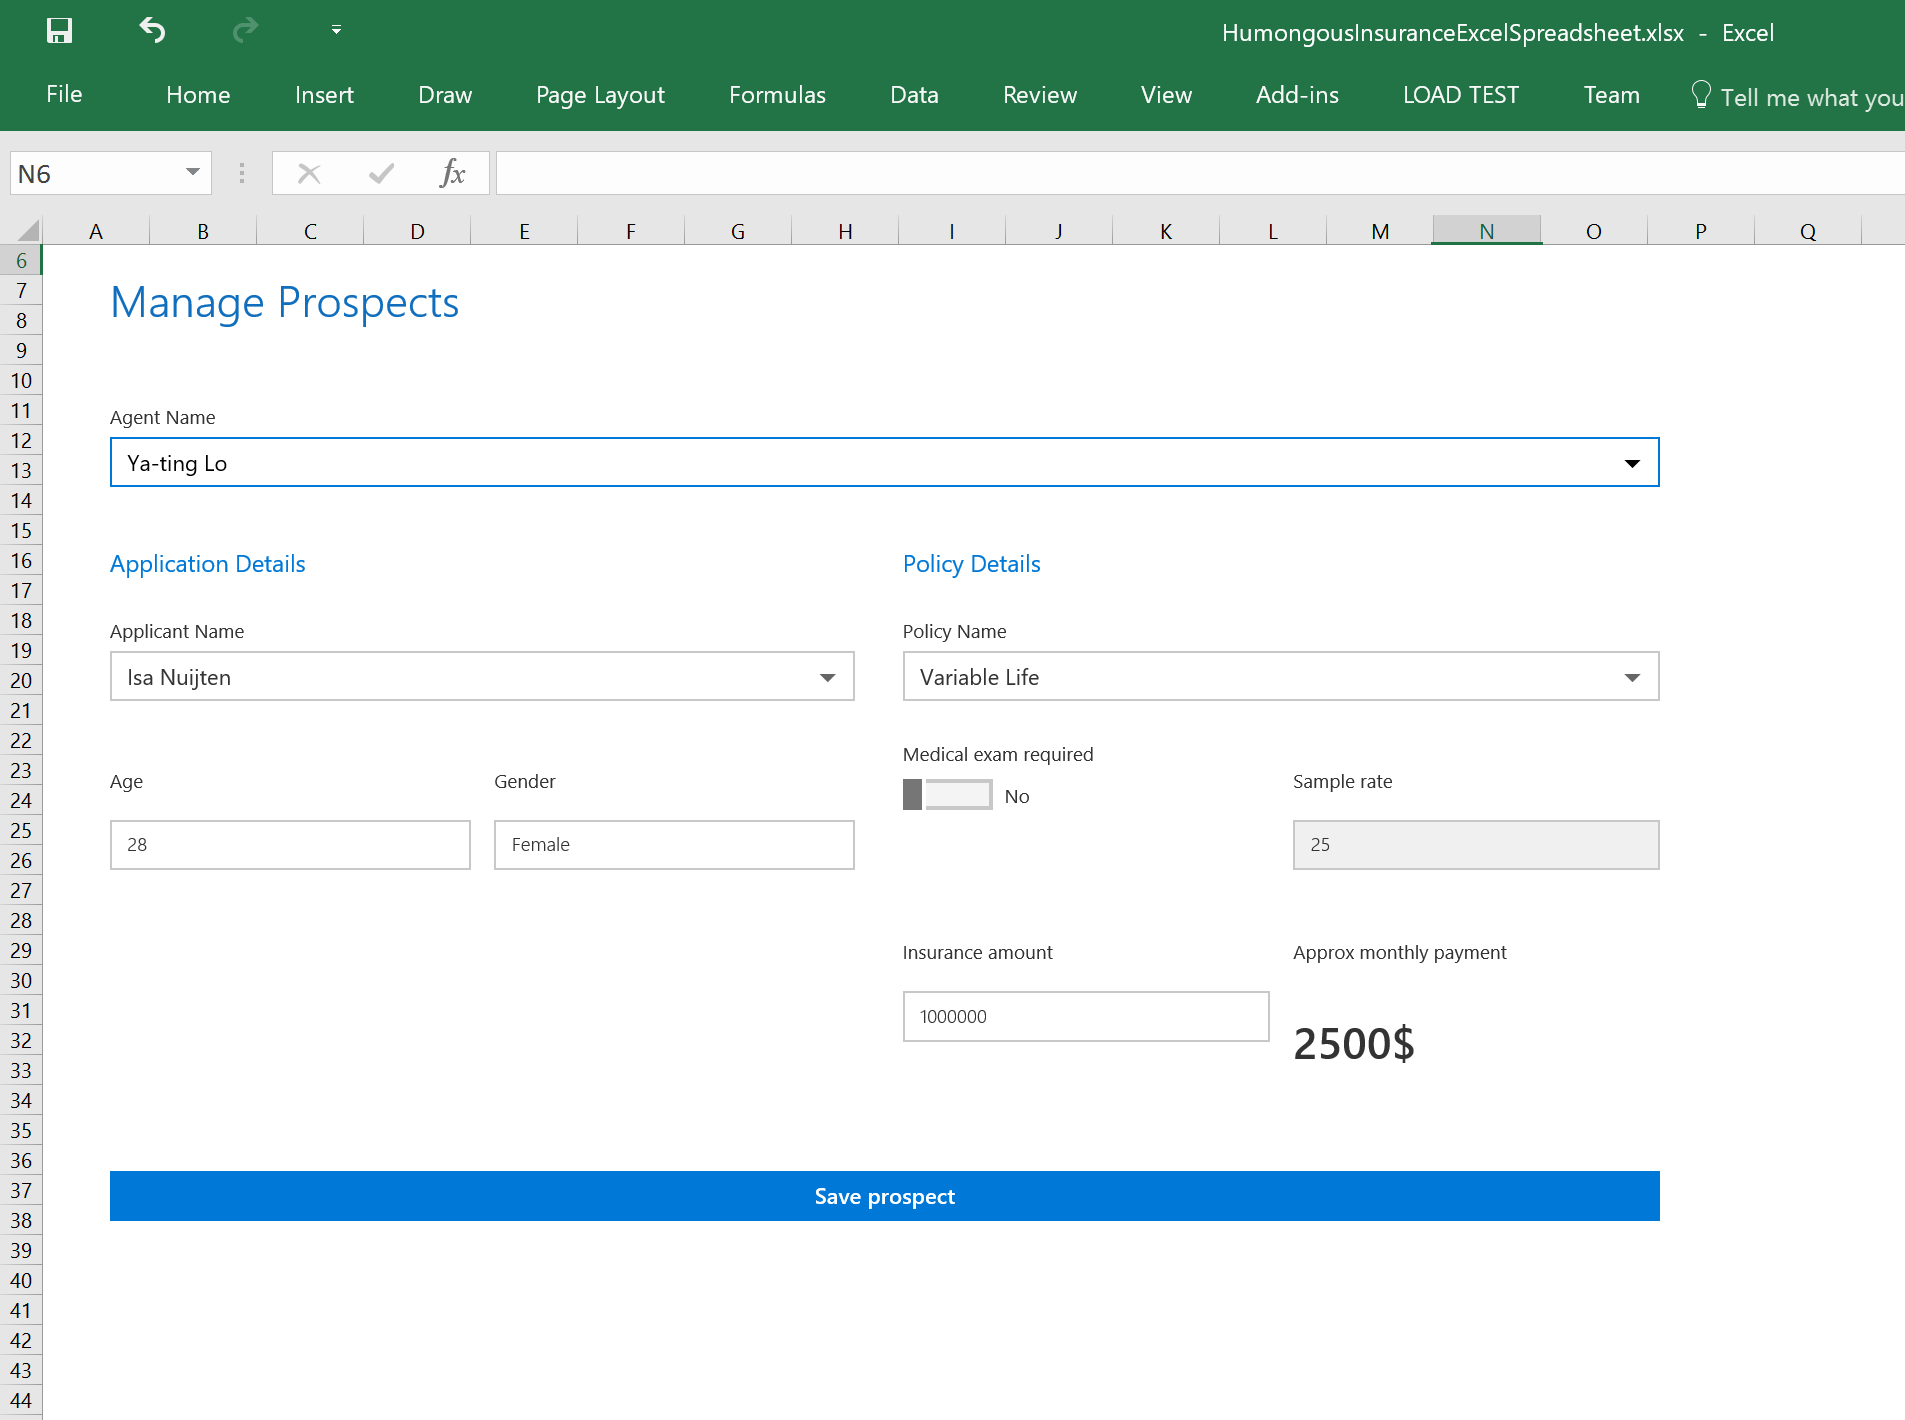 HumongousInsuranceExcelSpreadsheet.xlsx - Excel
File Home Insert Draw Page Layout Formulas Data Review View Add-ins LOAD TEST Team Tell me what you
N6 fx
A B C D E F G H I J K L M N O P Q
6
7
8
9
10
11
12
13
14
15
16
17
18
19
20
21
22
23
24
25
26
27
28
29
30
31
32
33
34
35
36
37
38
39
40
41
42
43
44
Manage Prospects
Agent Name
Ya-ting Lo
Application Details
Applicant Name
Isa Nuijten
Age Gender
28 Female
Policy Details
Policy Name
Variable Life
Medical exam required
No
Sample rate
25
Insurance amount
1000000
Approx monthly payment
2500$
Save prospect